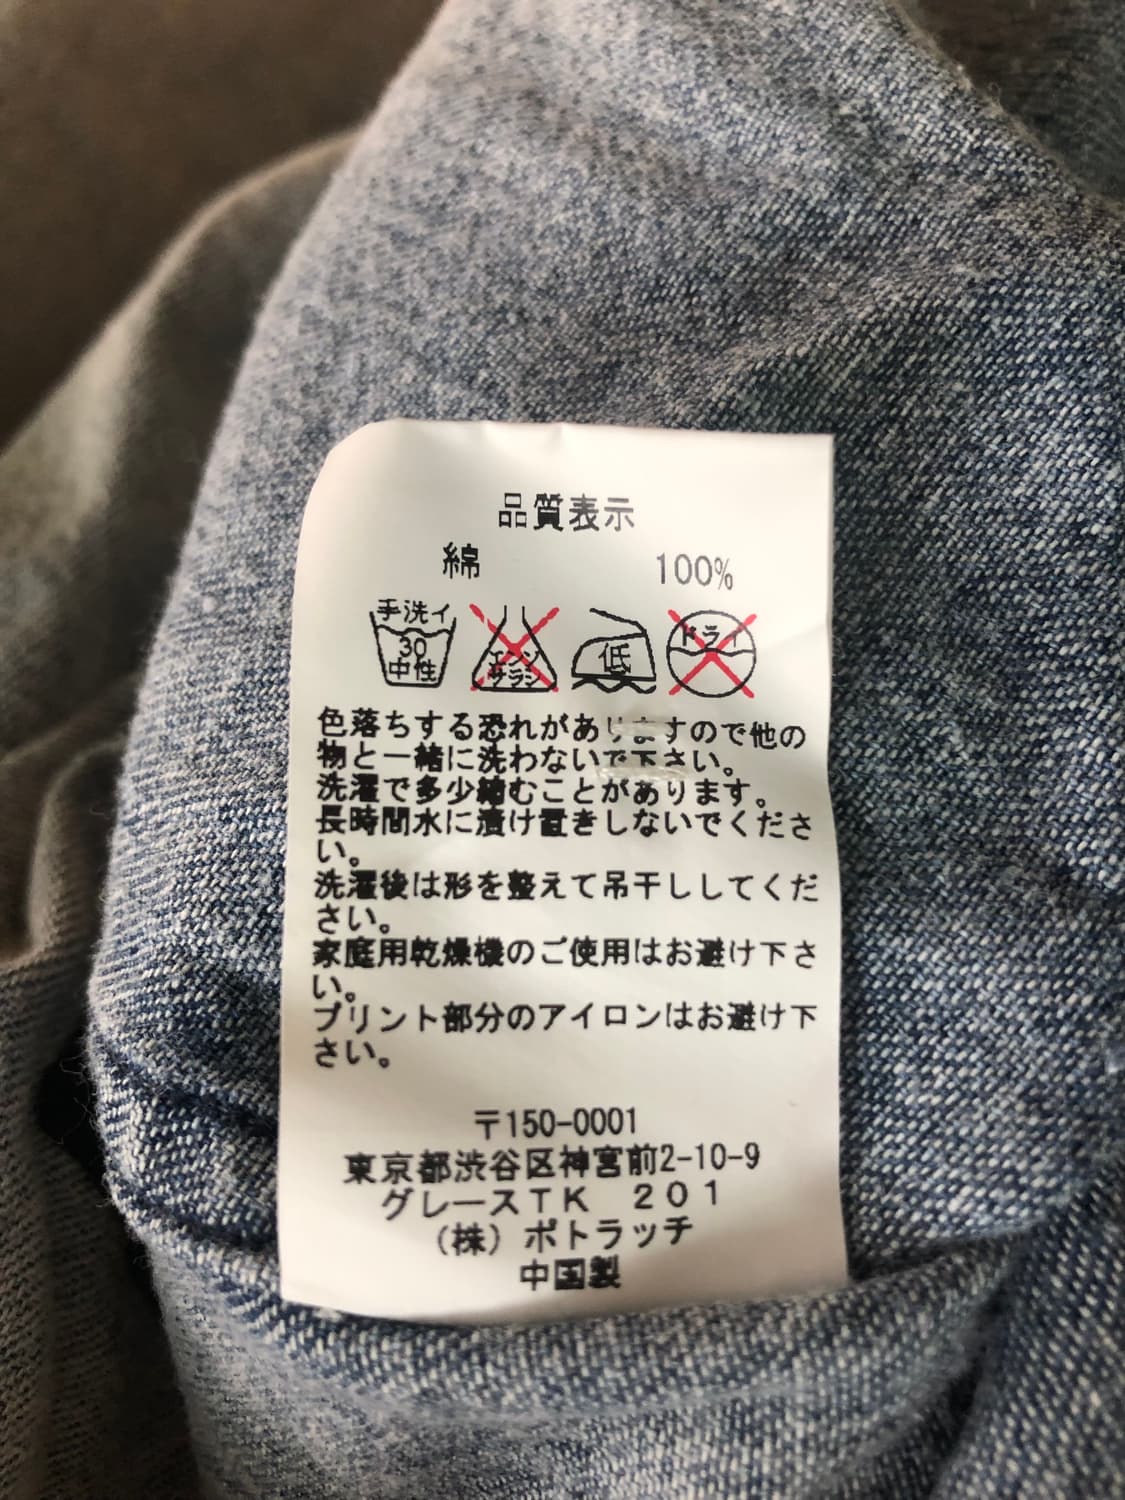 品質表示
綿 100%
手洗イ
30
中性
エンソ
サラシ
低
ドライ
色落ちする恐れがありますので他の
物と一緒に洗わないで下さい。
洗濯で多少縮むことがあります。
長時間水に漬け置きしないでくださ
い。
洗濯後は形を整えて吊干ししてくだ
さい。
家庭用乾燥機のご使用はお避け下さ
い。
プリント部分のアイロンはお避け下
さい。
〒150-0001
東京都渋谷区神宮前2-10-9
グレースTK 201
(株) ポトラッチ
中国製